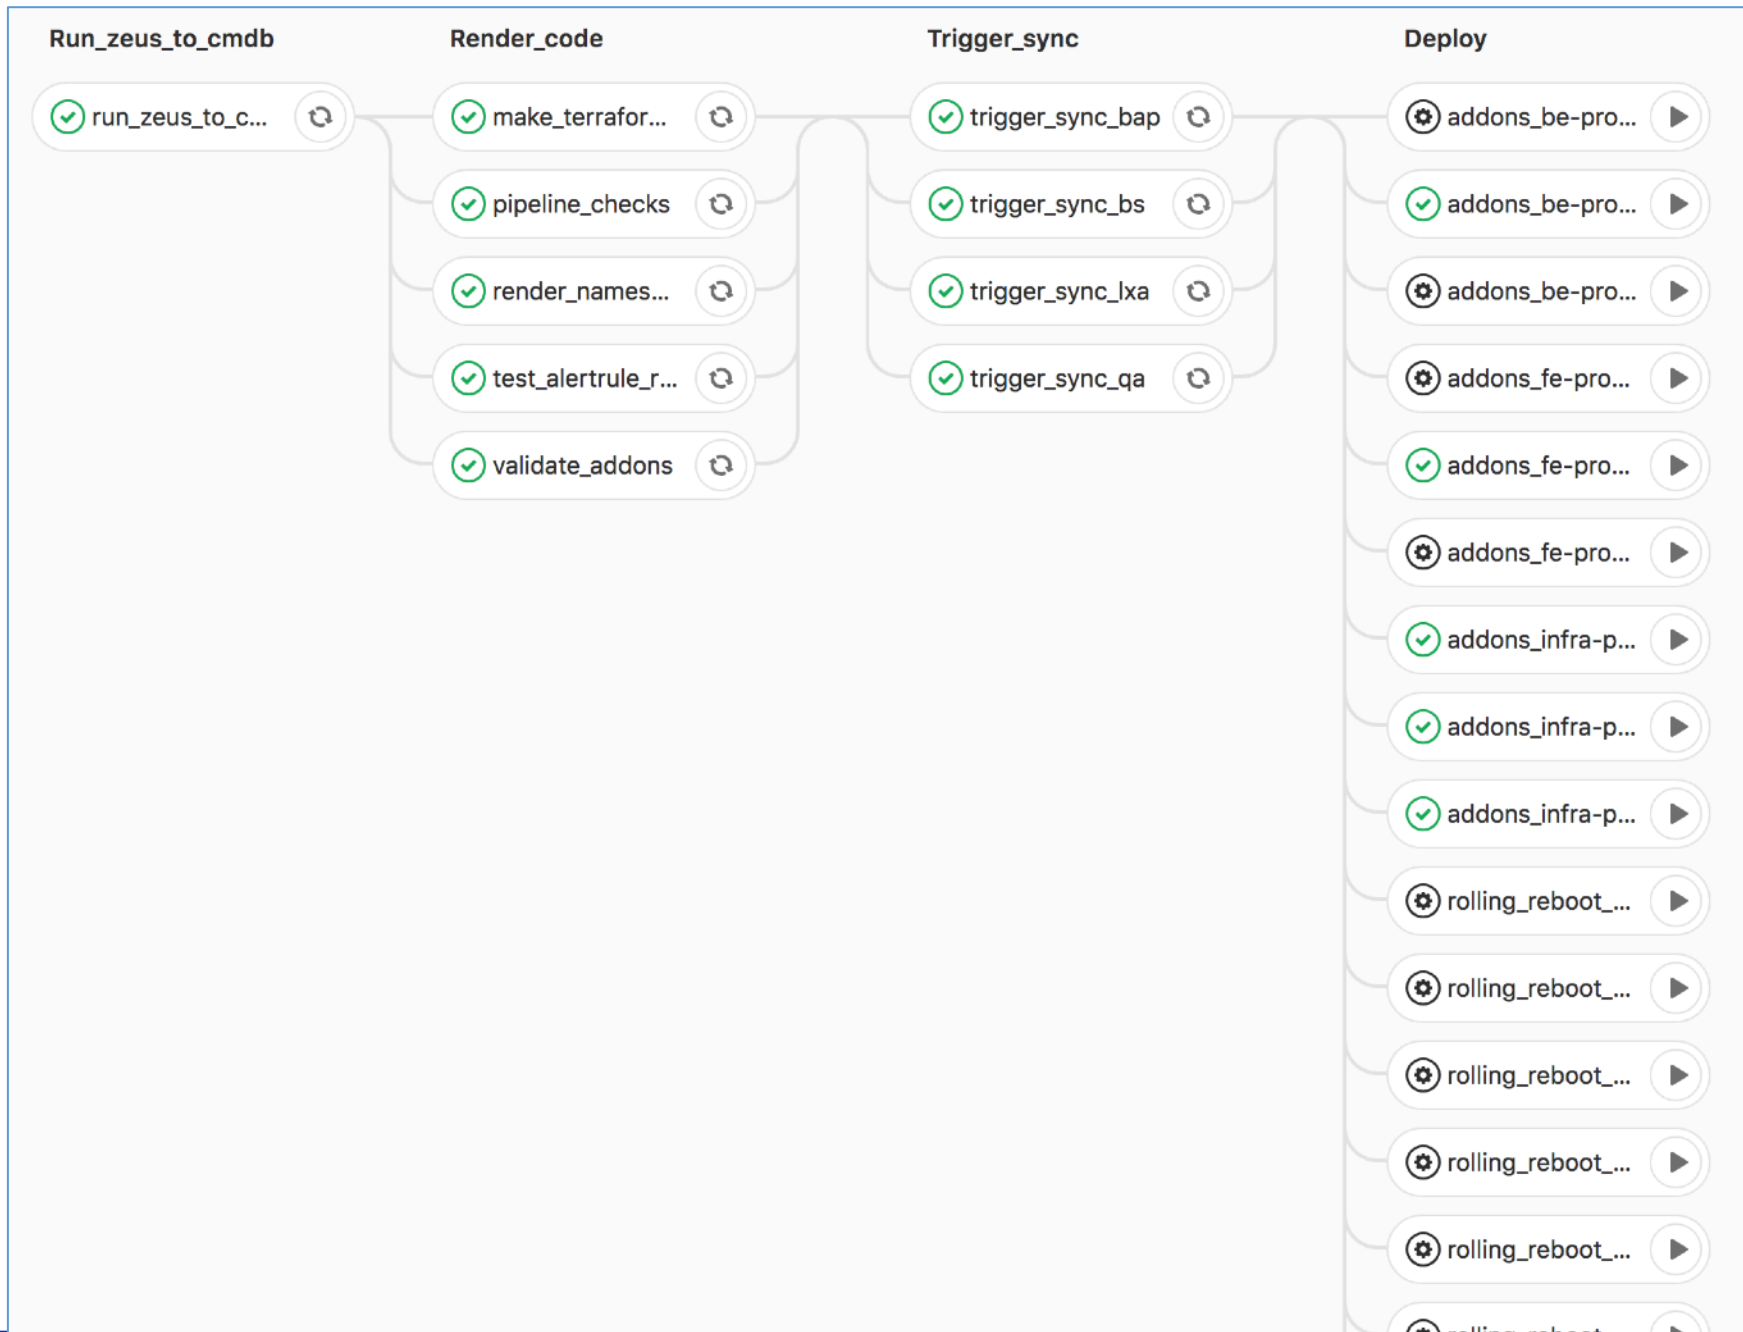 Run_zeus_to_cmdb
run_zeus_to_c...
Render_code
make_terrafor...
pipeline_checks
render_names...
test_alertrule_r...
validate_addons
Trigger_sync
trigger_sync_bap
trigger_sync_bs
trigger_sync_lxa
trigger_sync_qa
Deploy
addons_be-pro...
addons_be-pro...
addons_be-pro...
addons_fe-pro...
addons_fe-pro...
addons_fe-pro...
addons_infra-p...
addons_infra-p...
addons_infra-p...
rolling_reboot_...
rolling_reboot_...
rolling_reboot_...
rolling_reboot_...
rolling_reboot_...